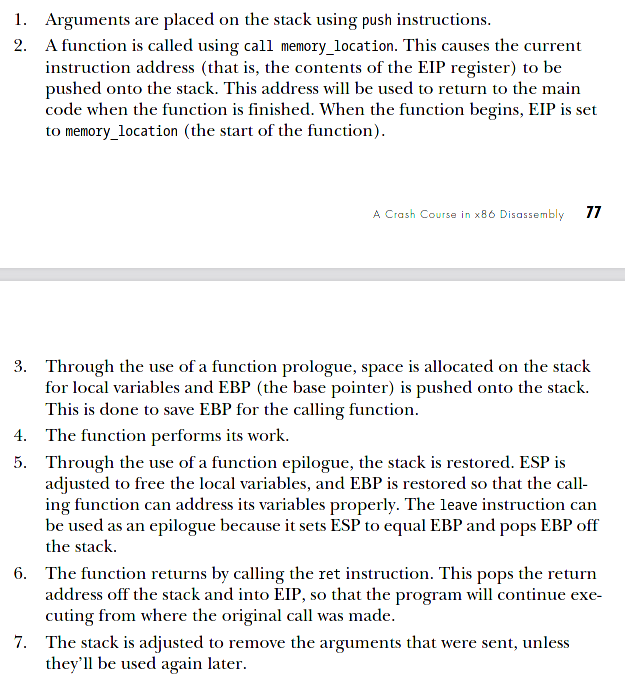 1. Arguments are placed on the stack using push instructions.
2. A function is called using call memory_location. This causes the current
instruction address (that is, the contents of the EIP register) to be
pushed onto the stack. This address will be used to return to the main
code when the function is finished. When the function begins, EIP is set
to memory_location (the start of the function).
A Crash Course in x86 Disassembly 77
3. Through the use of a function prologue, space is allocated on the stack
for local variables and EBP (the base pointer) is pushed onto the stack.
This is done to save EBP for the calling function.
4. The function performs its work.
5. Through the use of a function epilogue, the stack is restored. ESP is
adjusted to free the local variables, and EBP is restored so that the call-
ing function can address its variables properly. The leave instruction can
be used as an epilogue because it sets ESP to equal EBP and pops EBP off
the stack.
6. The function returns by calling the ret instruction. This pops the return
address off the stack and into EIP, so that the program will continue exe-
cuting from where the original call was made.
7. The stack is adjusted to remove the arguments that were sent, unless
they'll be used again later.